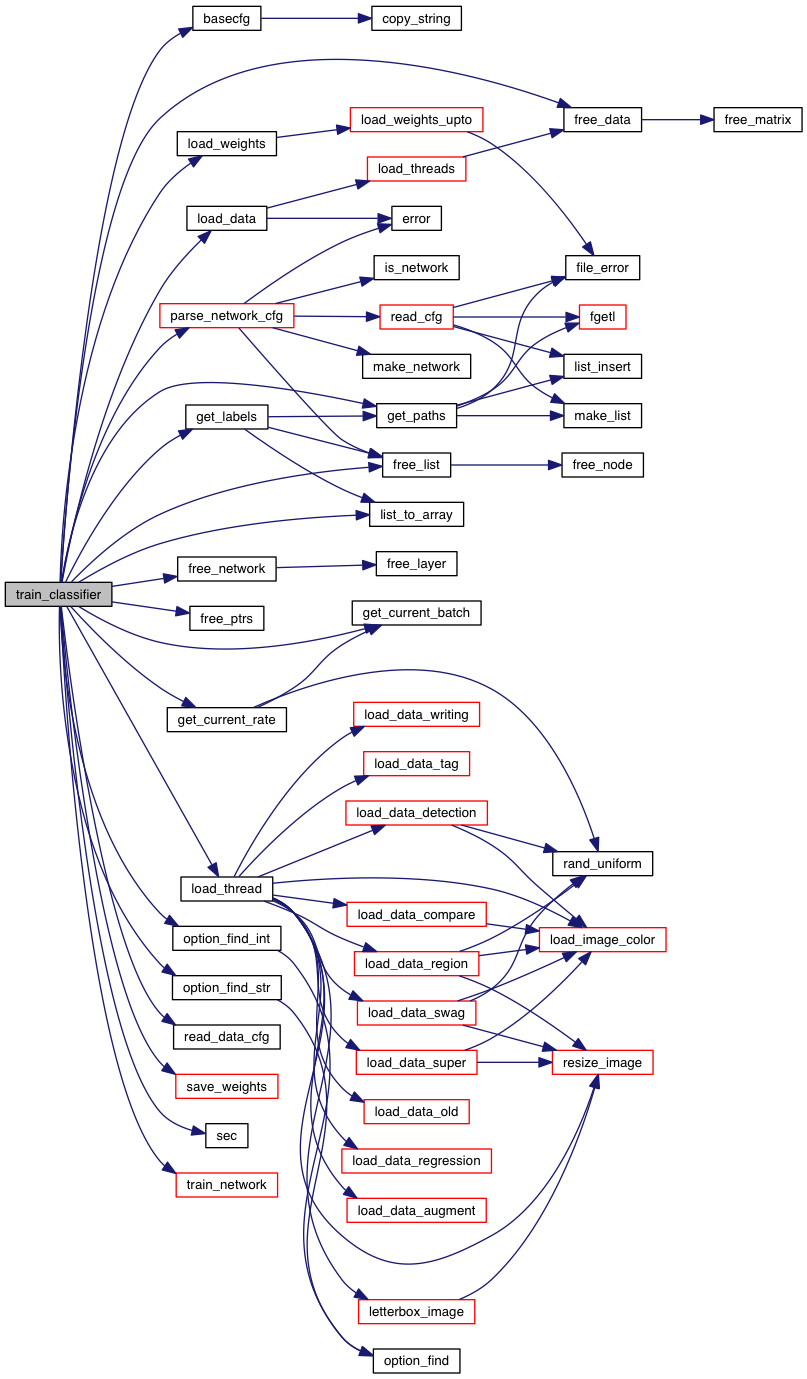 basecfg
copy_string
free_data
free_matrix
load_weights_upto
load_weights
load_threads
load_data
error
file_error
is_network
parse_network_cfg
read_cfg
fgetl
make_network
list_insert
get_labels
get_paths
make_list
free_list
free_node
list_to_array
free_network
free_layer
train_classifier
free_ptrs
get_current_batch
get_current_rate
load_data_writing
load_data_tag
load_data_detection
rand_uniform
load_thread
load_data_compare
option_find_int
load_image_color
load_data_region
option_find_str
load_data_swag
read_data_cfg
load_data_super
resize_image
save_weights
load_data_old
sec
load_data_regression
train_network
load_data_augment
letterbox_image
option_find